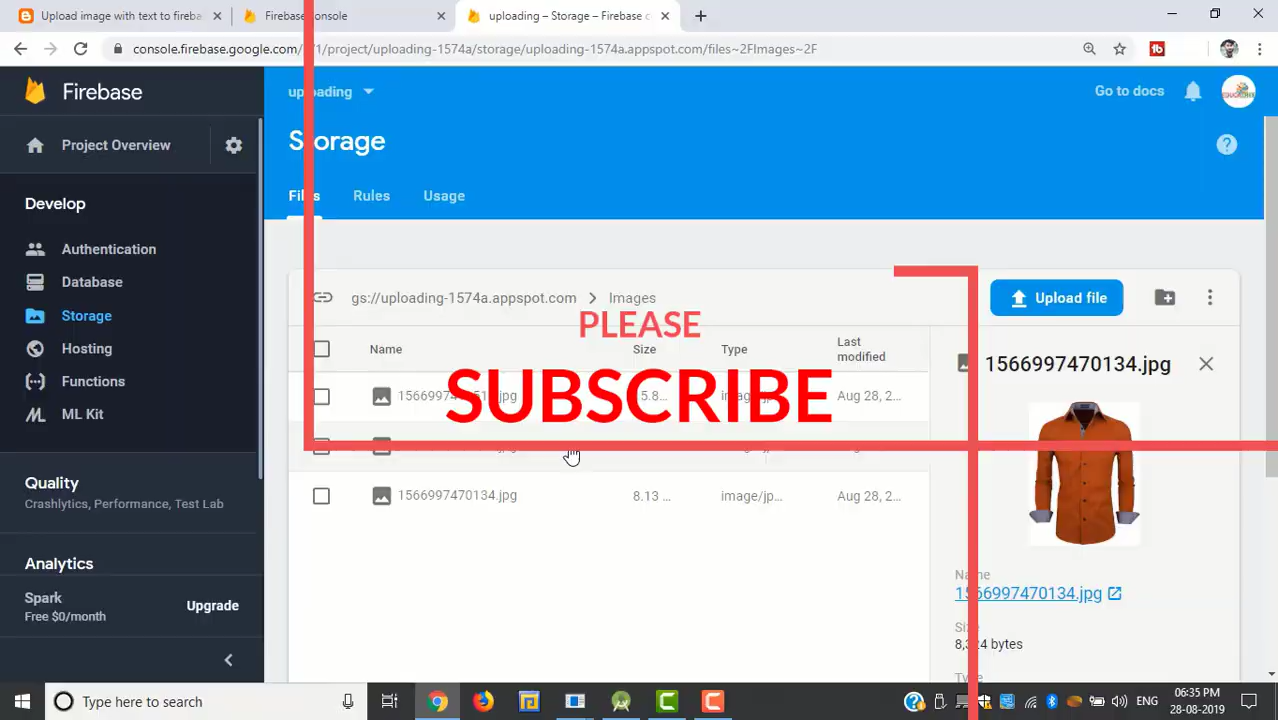 Upload image with text to fireba
Firebase console
uploading – Storage – Firebase c
console.firebase.google.com/
/1/project/uploading-1574a/storage/uploading-1574a.appspot.com/files~2FImages~2F
Firebase
uploading
Go to docs
Storage
Project Overview
Files
Rules
Usage
Develop
Authentication
Database
Storage
Hosting
Functions
ML Kit
Quality
Crashlytics, Performance, Test Lab
Analytics
Spark
Free $0/month
Upgrade
gs://uploading-1574a.appspot.com > Images
Upload file
PLEASE
SUBSCRIBE
Name
Size
Type
Last
modified
Aug 28, 2...
1566997470134.jpg
8.13 ...
image/jp...
Aug 28, 2...
1566997470134.jpg
Name
1566997470134.jpg
Size
bytes
Type
Type here to search
ENG
06:35 PM
28-08-2019